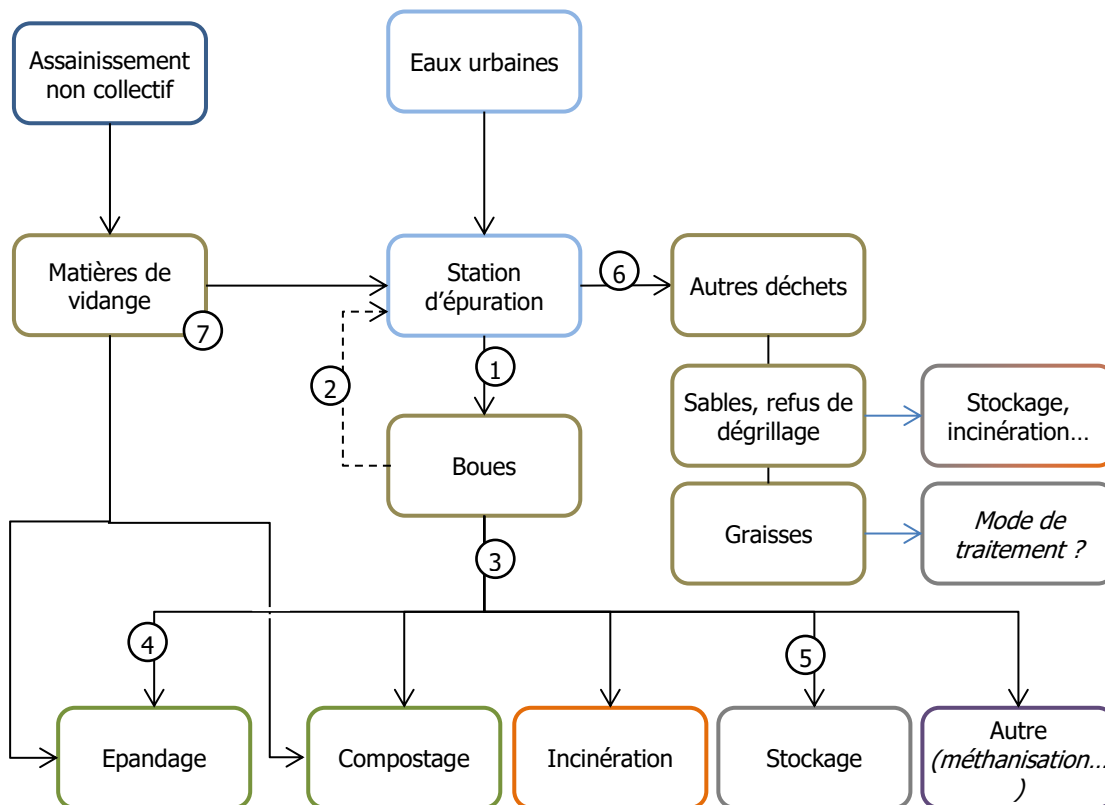 Assainissement
non collectif
Eaux urbaines
Matières de
vidange
7
Station
d'épuration
6
Autres déchets
1
2
Sables, refus de
dégrillage
Stockage,
incinération…
Boues
Graisses
Mode de
traitement ?
3
4
5
Epandage
Compostage
Incinération
Stockage
Autre
(méthanisation…
)